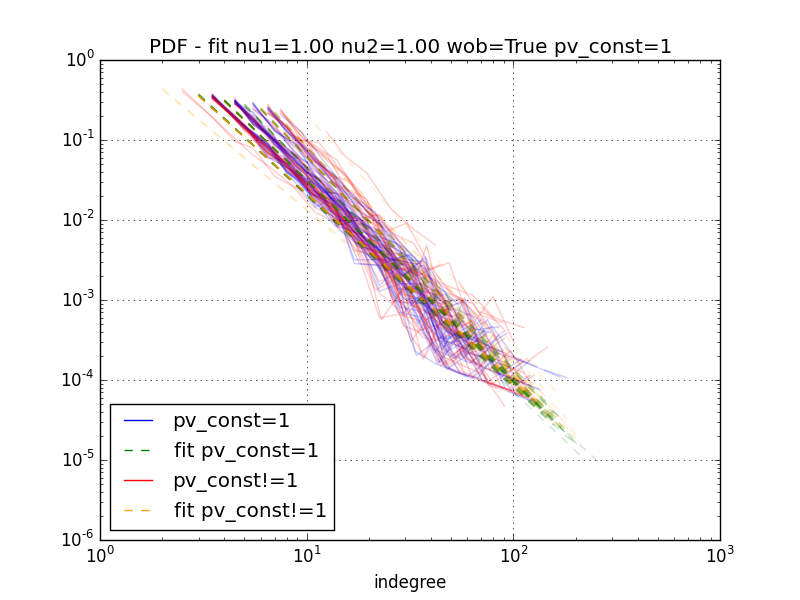 PDF - fit nu1=1.00 nu2=1.00 wob=True pv_const=1
10^0
10^-1
10^-2
10^-3
10^-4
10^-5
10^-6
pv_const=1
fit pv_const=1
pv_const!=1
fit pv_const!=1
10^0 10^1 10^2 10^3
indegree